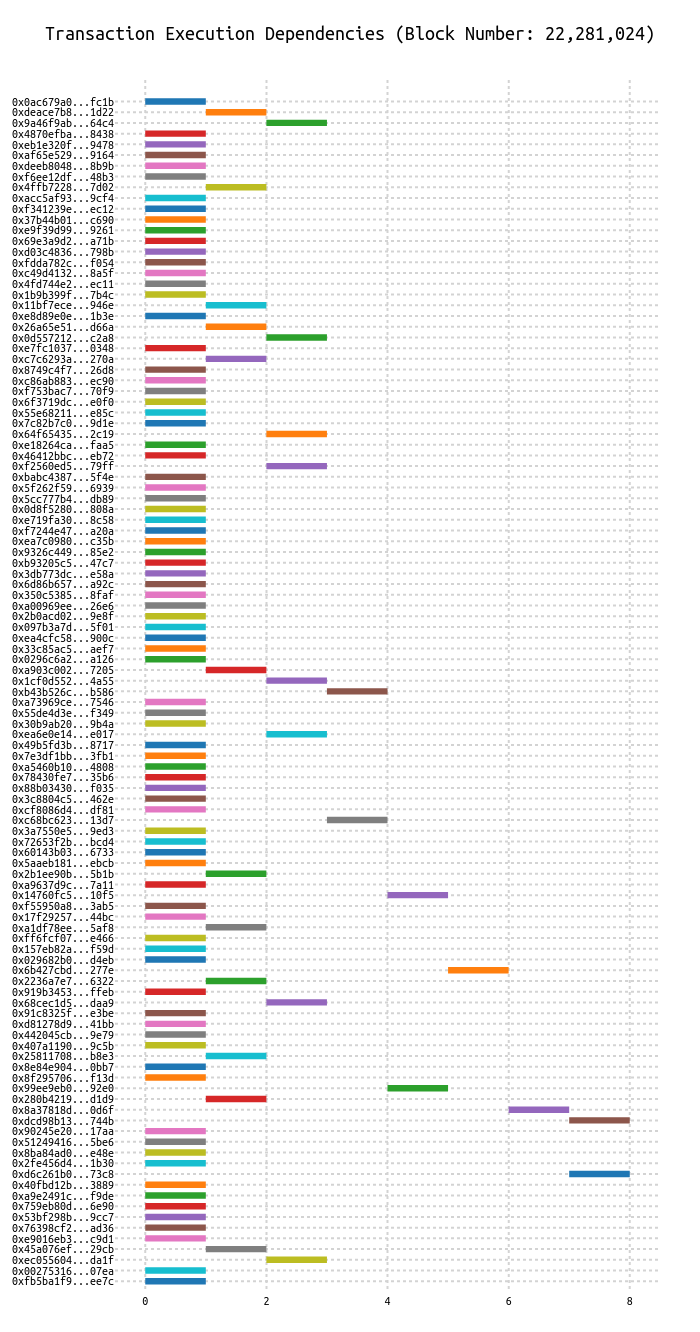 Transaction Execution Dependencies (Block Number: 22,281,024)
0x0ac679a0...fc1b
0xdeace7b8...1d22
0x9a46f9ab...64c4
0x4870efba...8438
0xeb1e320f...9478
0xaf65e529...9164
0xdeeb8048...8b9b
0xf6ee12df...48b3
0x4ffb7228...7d02
0xacc5af93...9cf4
0xf341239e...ec12
0x37b44b01...c690
0xe9f39d99...9261
0x69e3a9d2...a71b
0xd03c4836...798b
0xfdda782c...f054
0xc49d4132...8a5f
0x4fd744e2...ec11
0x1b9b399f...7b4c
0x11bf7ece...946e
0xe8d89e0e...1b3e
0x26a65e51...d66a
0x0d557212...c2a8
0xe7fc1037...0348
0xc7c6293a...270a
0x8749c4f7...26d8
0xc86ab883...ec90
0xf753bac7...70f9
0x6f3719dc...e0f0
0x55e68211...e85c
0x7c82b7c0...9d1e
0x64f65435...2c19
0xe18264ca...faa5
0x46412bbc...eb72
0xf2560ed5...79ff
0xbabc4387...5f4e
0x5f262f59...6939
0x5cc777b4...db89
0x0d8f5280...808a
0xe719fa30...8c58
0xf7244e47...a20a
0xea7c0980...c35b
0x9326c449...85e2
0xb93205c5...47c7
0x3db773dc...e58a
0x6d86b657...a92c
0x350c5385...8faf
0xa00969ee...26e6
0x2b0acd02...9e8f
0x097b3a7d...5f01
0xea4cfc58...900c
0x33c85ac5...aef7
0x0296c6a2...a126
0xa903c002...7205
0x1cf0d552...4a55
0xb43b526c...b586
0xa73969ce...7546
0x55de4d3e...f349
0x30b9ab20...9b4a
0xea6e0e14...e017
0x49b5fd3b...8717
0x7e3df1bb...3fb1
0xa5460b10...4808
0x78430fe7...35b6
0x88b03430...f035
0x3c8804c5...462e
0xcf8086d4...df81
0xc68bc623...13d7
0x3a7550e5...9ed3
0x72653f2b...bcd4
0x60143b03...6733
0x5aaeb181...ebcb
0x2b1ee90b...5b1b
0xa9637d9c...7a11
0x14760fc5...10f5
0xf55950a8...3ab5
0x17f29257...44bc
0xa1df78ee...5af8
0xff6fcf07...e466
0x157eb82a...f59d
0x029682b0...d4eb
0x6b427cbd...277e
0x2236a7e7...6322
0x919b3453...ffeb
0x68cec1d5...daa9
0x91c8325f...e3be
0xd81278d9...41bb
0x442045cb...9e79
0x407a1190...9c5b
0x25811708...b8e3
0x8e84e904...0bb7
0x8f295706...f13d
0x99ee9eb0...92e0
0x280b4219...d1d9
0x8a37818d...0d6f
0xdcd98b13...744b
0x90245e20...17aa
0x51249416...5be6
0x8ba84ad0...e48e
0x2fe456d4...1b30
0xd6c261b0...73c8
0x40fbd12b...3889
0xa9e2491c...f9de
0x759eb80d...6e90
0x53bf298b...9cc7
0x76398cf2...ad36
0xe9016eb3...c9d1
0x45a076ef...29cb
0xec055604...da1f
0x00275316...07ea
0xfb5ba1f9...ee7c
0 2 4 6 8